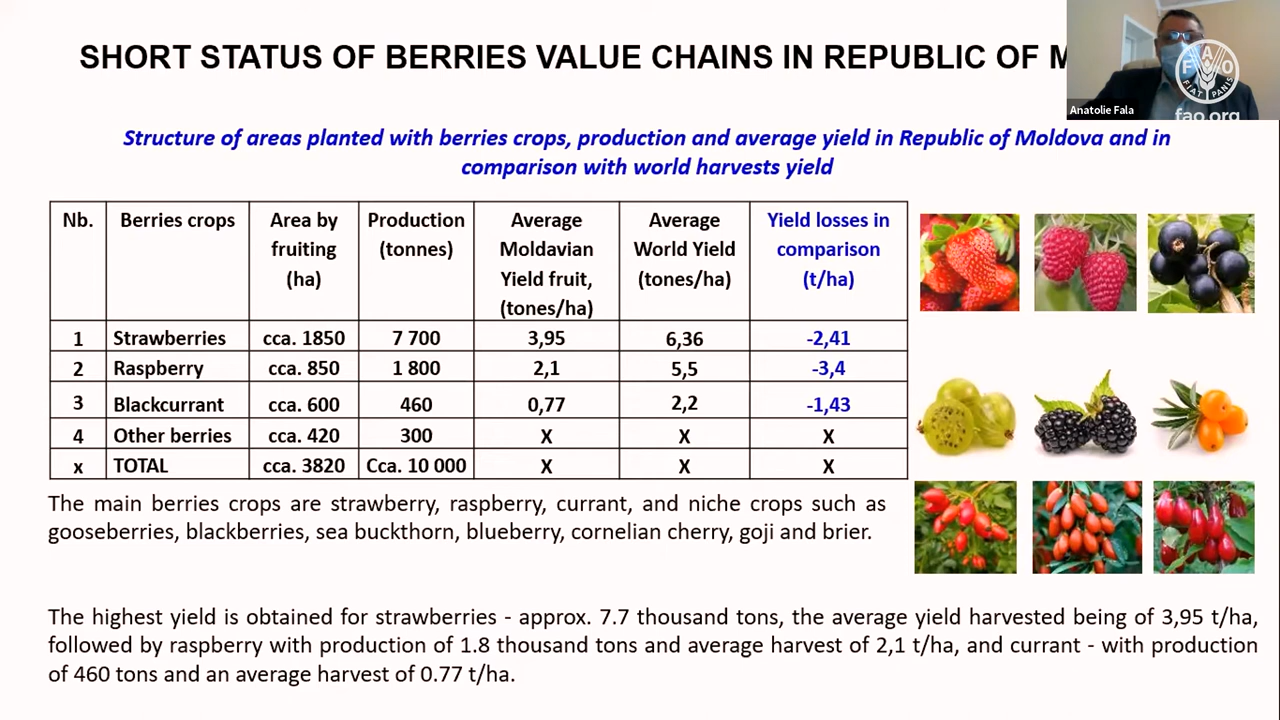 SHORT STATUS OF BERRIES VALUE CHAINS IN REPUBLIC OF M
Anatolie Fala
F A O
FIAT PANIS
fao.org
Structure of areas planted with berries crops, production and average yield in Republic of Moldova and in
comparison with world harvests yield
Nb. Berries crops Area by fruiting (ha) Production (tonnes) Average Moldavian Yield fruit, (tones/ha) Average World Yield (tones/ha) Yield losses in comparison (t/ha)
1 Strawberries cca. 1850 7 700 3,95 6,36 -2,41
2 Raspberry cca. 850 1 800 2,1 5,5 -3,4
3 Blackcurrant cca. 600 460 0,77 2,2 -1,43
4 Other berries cca. 420 300 X X X
x TOTAL cca. 3820 Cca. 10 000 X X X
The main berries crops are strawberry, raspberry, currant, and niche crops such as
gooseberries, blackberries, sea buckthorn, blueberry, cornelian cherry, goji and brier.
The highest yield is obtained for strawberries - approx. 7.7 thousand tons, the average yield harvested being of 3,95 t/ha,
followed by raspberry with production of 1.8 thousand tons and average harvest of 2,1 t/ha, and currant - with production
of 460 tons and an average harvest of 0.77 t/ha.